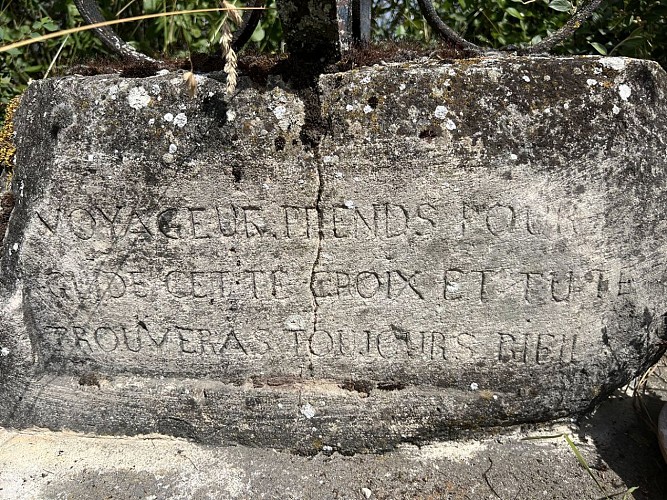 VOYAGEUR. PRENDS POUR
GUIDE CETTE CROIX ET TU TE
TROUVERAS TOUJOURS BIEN